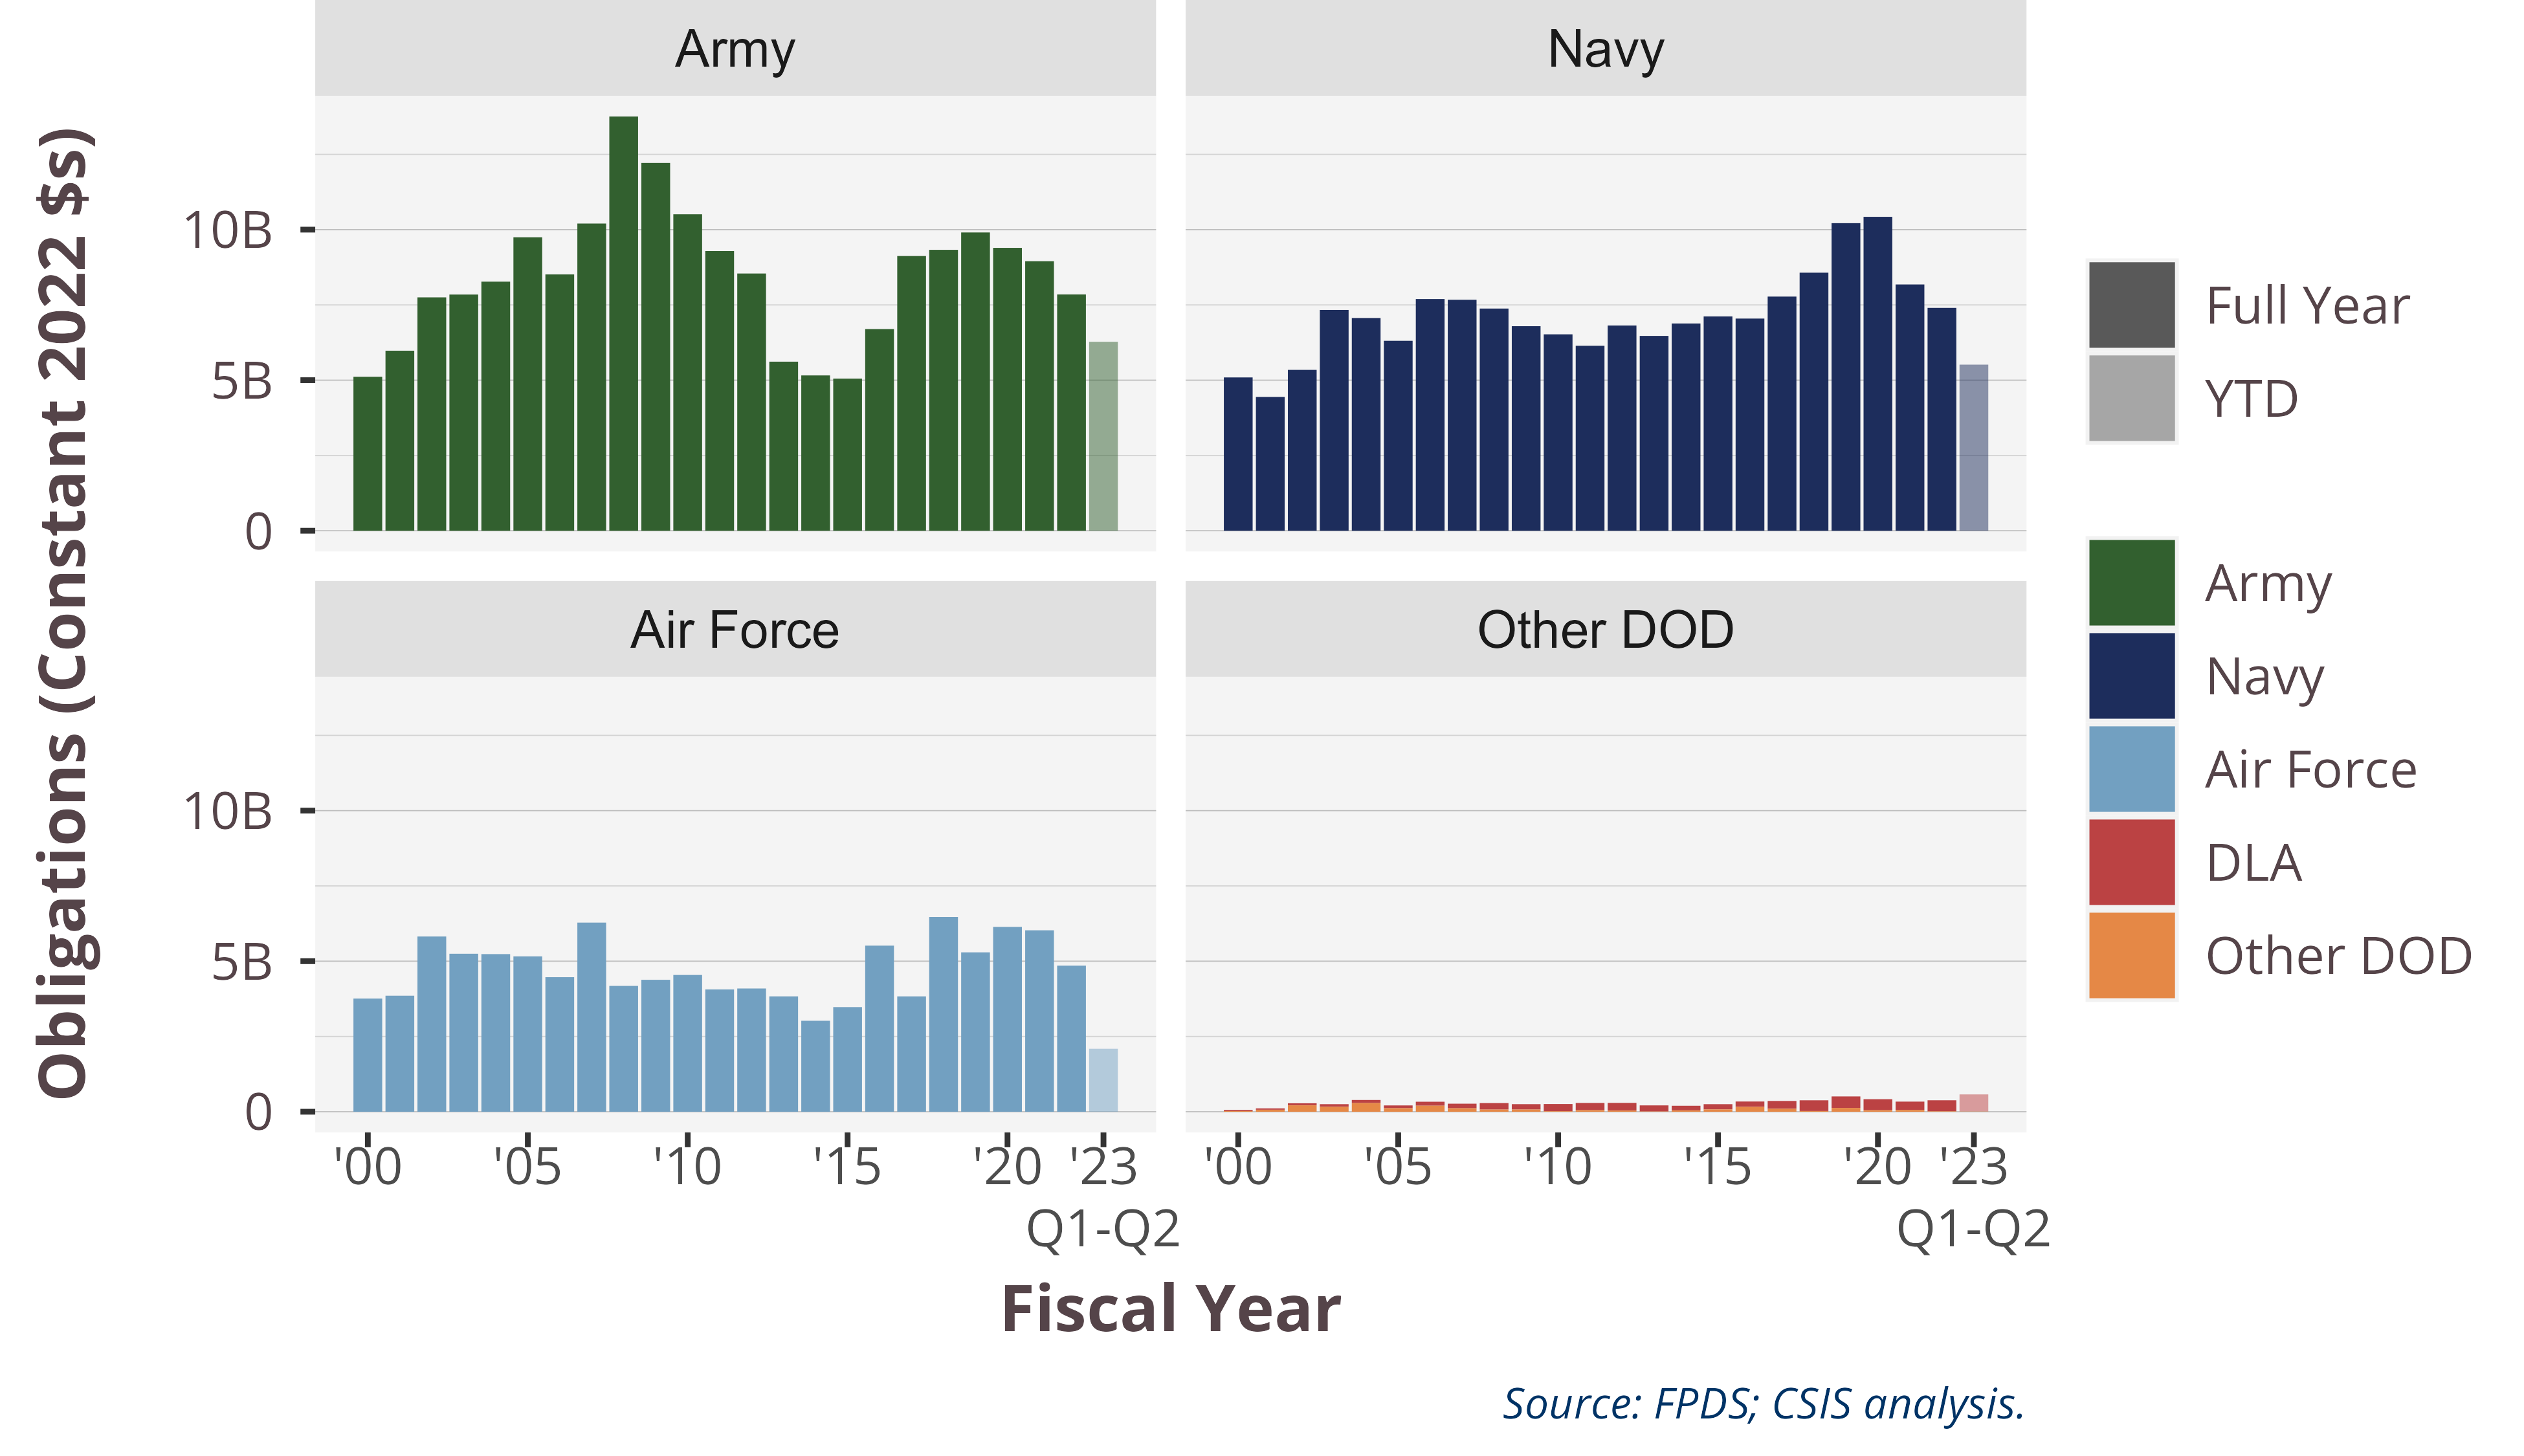 Army
Navy
Obligations (Constant 2022 $s)
10B
5B
0
Air Force
Other DOD
10B
5B
0
'00 '05 '10 '15 '20 '23
Q1-Q2
'00 '05 '10 '15 '20 '23
Q1-Q2
Fiscal Year
Full Year
YTD
Army
Navy
Air Force
DLA
Other DOD
Source: FPDS; CSIS analysis.